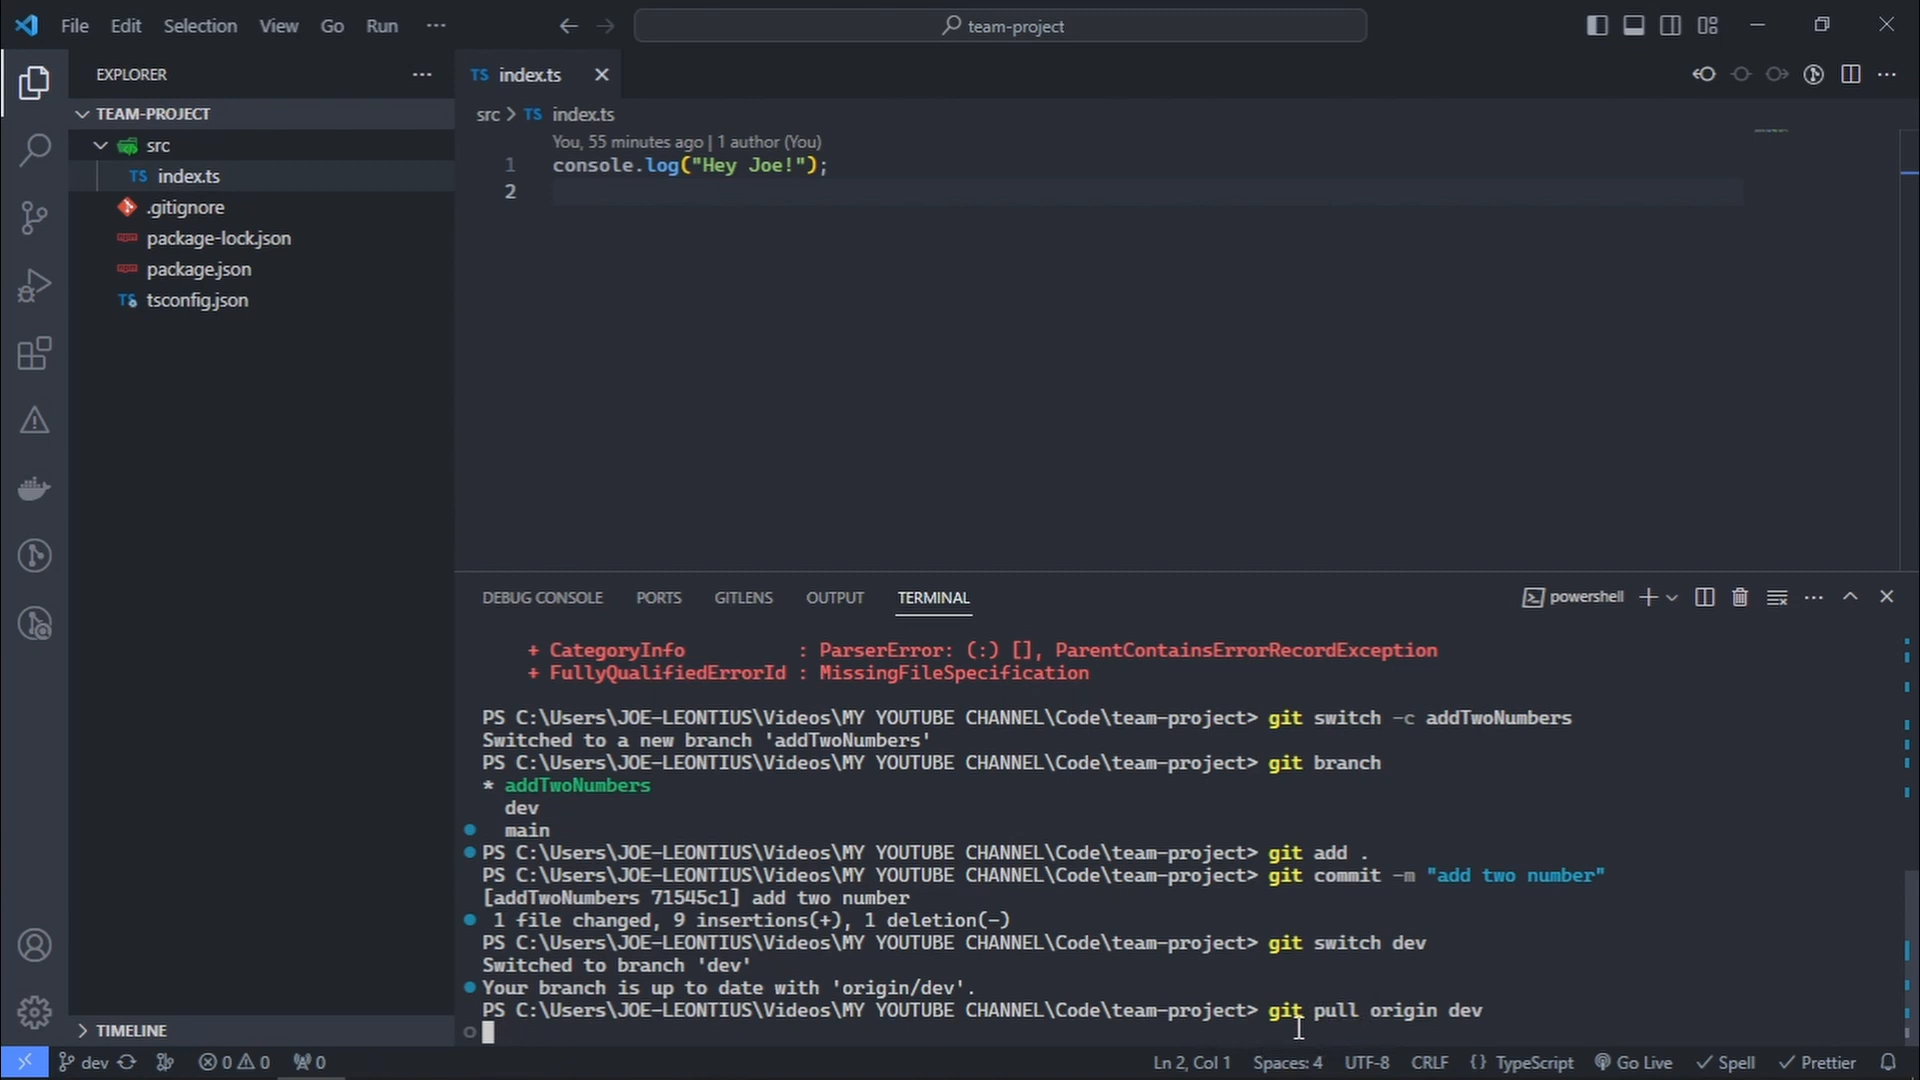 File Edit Selection View Go Run ···
team-project
EXPLORER ···
TEAM-PROJECT
src
TS index.ts
.gitignore
package-lock.json
package.json
TS tsconfig.json
TIMELINE
TS index.ts
src > TS index.ts
You, 55 minutes ago | 1 author (You)
1 console.log("Hey Joe!");
2
DEBUG CONSOLE PORTS GITLENS OUTPUT TERMINAL
powershell
+ CategoryInfo : ParserError: (:) [], ParentContainsErrorRecordException
+ FullyQualifiedErrorId : MissingFileSpecification
PS C:\Users\JOE-LEONTIUS\Videos\MY YOUTUBE CHANNEL\Code\team-project> git switch -c addTwoNumbers
Switched to a new branch 'addTwoNumbers'
PS C:\Users\JOE-LEONTIUS\Videos\MY YOUTUBE CHANNEL\Code\team-project> git branch
* addTwoNumbers
dev
main
PS C:\Users\JOE-LEONTIUS\Videos\MY YOUTUBE CHANNEL\Code\team-project> git add .
PS C:\Users\JOE-LEONTIUS\Videos\MY YOUTUBE CHANNEL\Code\team-project> git commit -m "add two number"
[addTwoNumbers 71545c1] add two number
1 file changed, 9 insertions(+), 1 deletion(-)
PS C:\Users\JOE-LEONTIUS\Videos\MY YOUTUBE CHANNEL\Code\team-project> git switch dev
Switched to branch 'dev'
Your branch is up to date with 'origin/dev'.
PS C:\Users\JOE-LEONTIUS\Videos\MY YOUTUBE CHANNEL\Code\team-project> git pull origin dev
dev 0 0 0 Ln 2, Col 1 Spaces: 4 UTF-8 CRLF {} TypeScript Go Live Spell Prettier